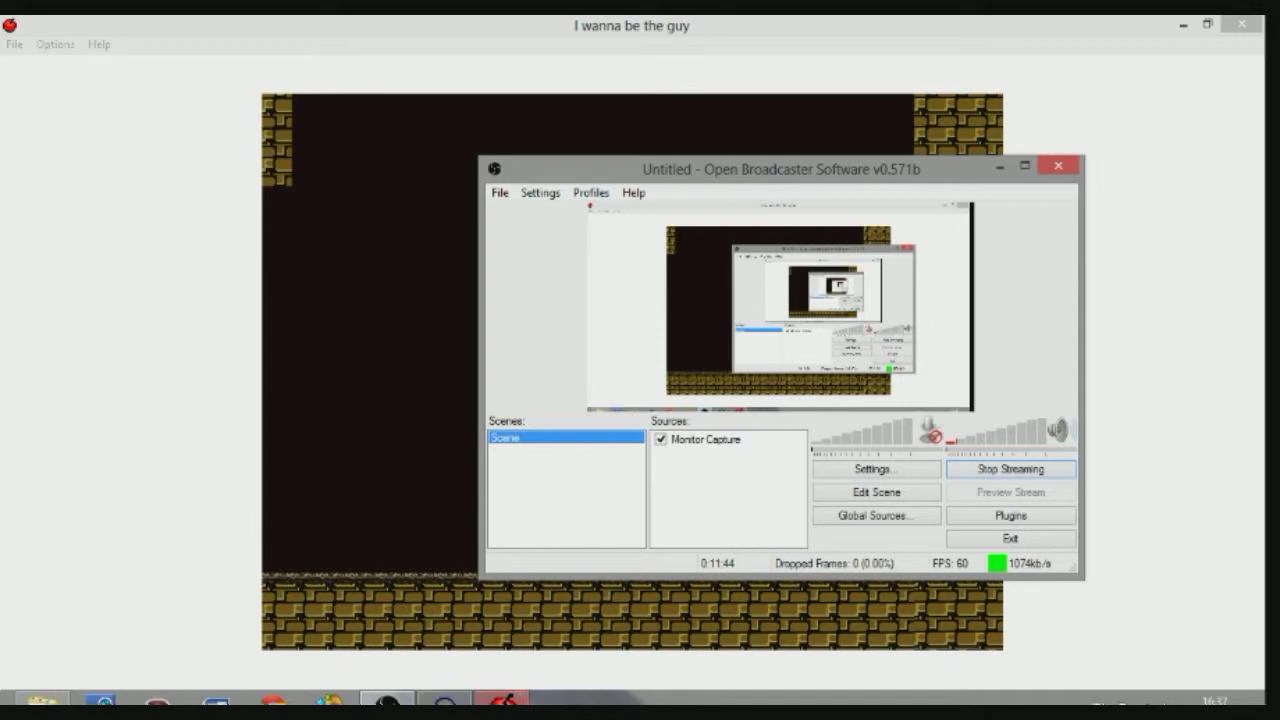 I wanna be the guy
File Options Help
Untitled - Open Broadcaster Software v0.571b
File Settings Profiles Help
Scenes: Sources:
Scene
Monitor Capture
Settings... Stop Streaming
Edit Scene Preview Stream
Global Sources... Plugins
Exit
0:11:44 Dropped Frames: 0 (0.00%) FPS: 60 1074kb/s
16:37